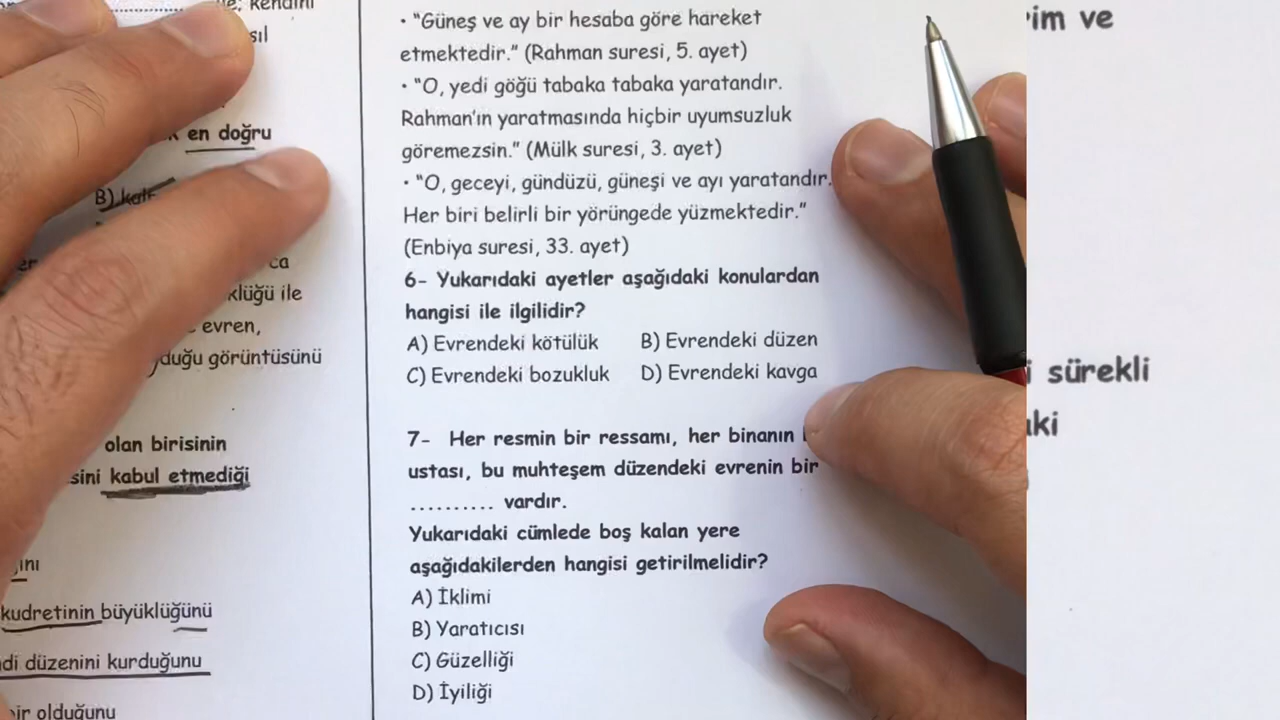 kendini
en doğru
B)
klüğü ile
evren,
duğu görüntüsünü
olan birisinin
sini kabul etmediği
kudretinin büyüklüğünü
di düzenini kurduğunu
bir olduğunu
• "Güneş ve ay bir hesaba göre hareket
etmektedir." (Rahman suresi, 5. ayet)
• "O, yedi göğü tabaka tabaka yaratandır.
Rahman'ın yaratmasında hiçbir uyumsuzluk
göremezsin." (Mülk suresi, 3. ayet)
• "O, geceyi, gündüzü, güneşi ve ayı yaratandır.
Her biri belirli bir yörüngede yüzmektedir."
(Enbiya suresi, 33. ayet)
6- Yukarıdaki ayetler aşağıdaki konulardan
hangisi ile ilgilidir?
A) Evrendeki kötülük B) Evrendeki düzen
C) Evrendeki bozukluk D) Evrendeki kavga
7- Her resmin bir ressamı, her binanın
ustası, bu muhteşem düzendeki evrenin bir
.......... vardır.
Yukarıdaki cümlede boş kalan yere
aşağıdakilerden hangisi getirilmelidir?
A) İklimi
B) Yaratıcısı
C) Güzelliği
D) İyiliği
im ve
sürekli
ki